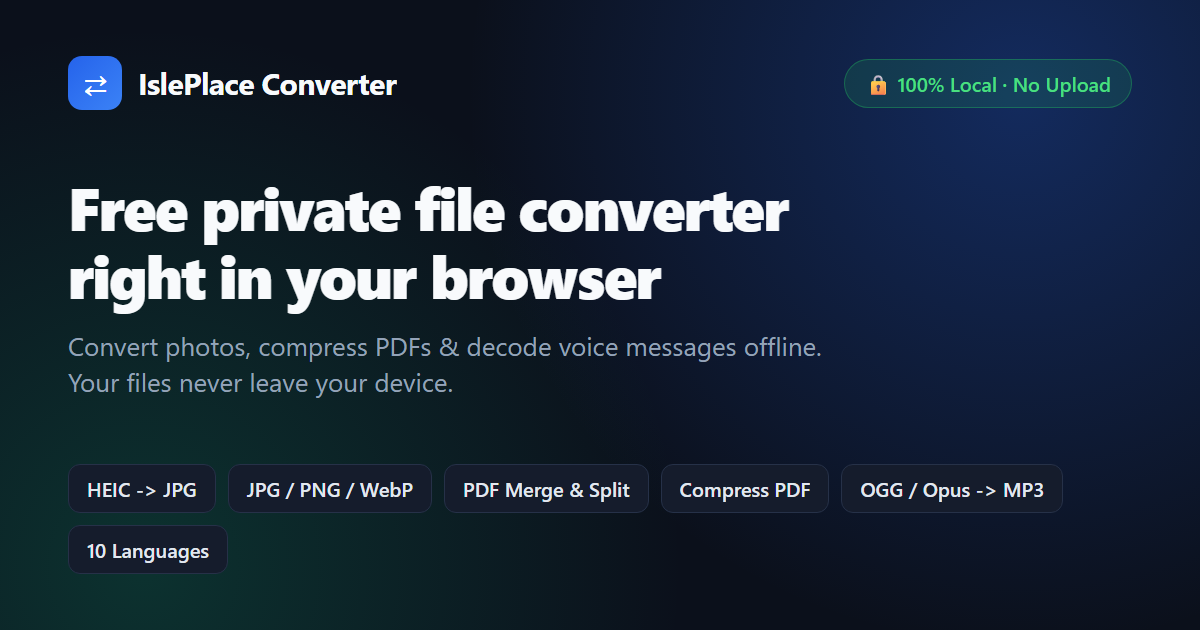 IslePlace Converter
100% Local · No Upload
Free private file converter
right in your browser
Convert photos, compress PDFs & decode voice messages offline.
Your files never leave your device.
HEIC -> JPG
JPG / PNG / WebP
PDF Merge & Split
Compress PDF
OGG / Opus -> MP3
10 Languages